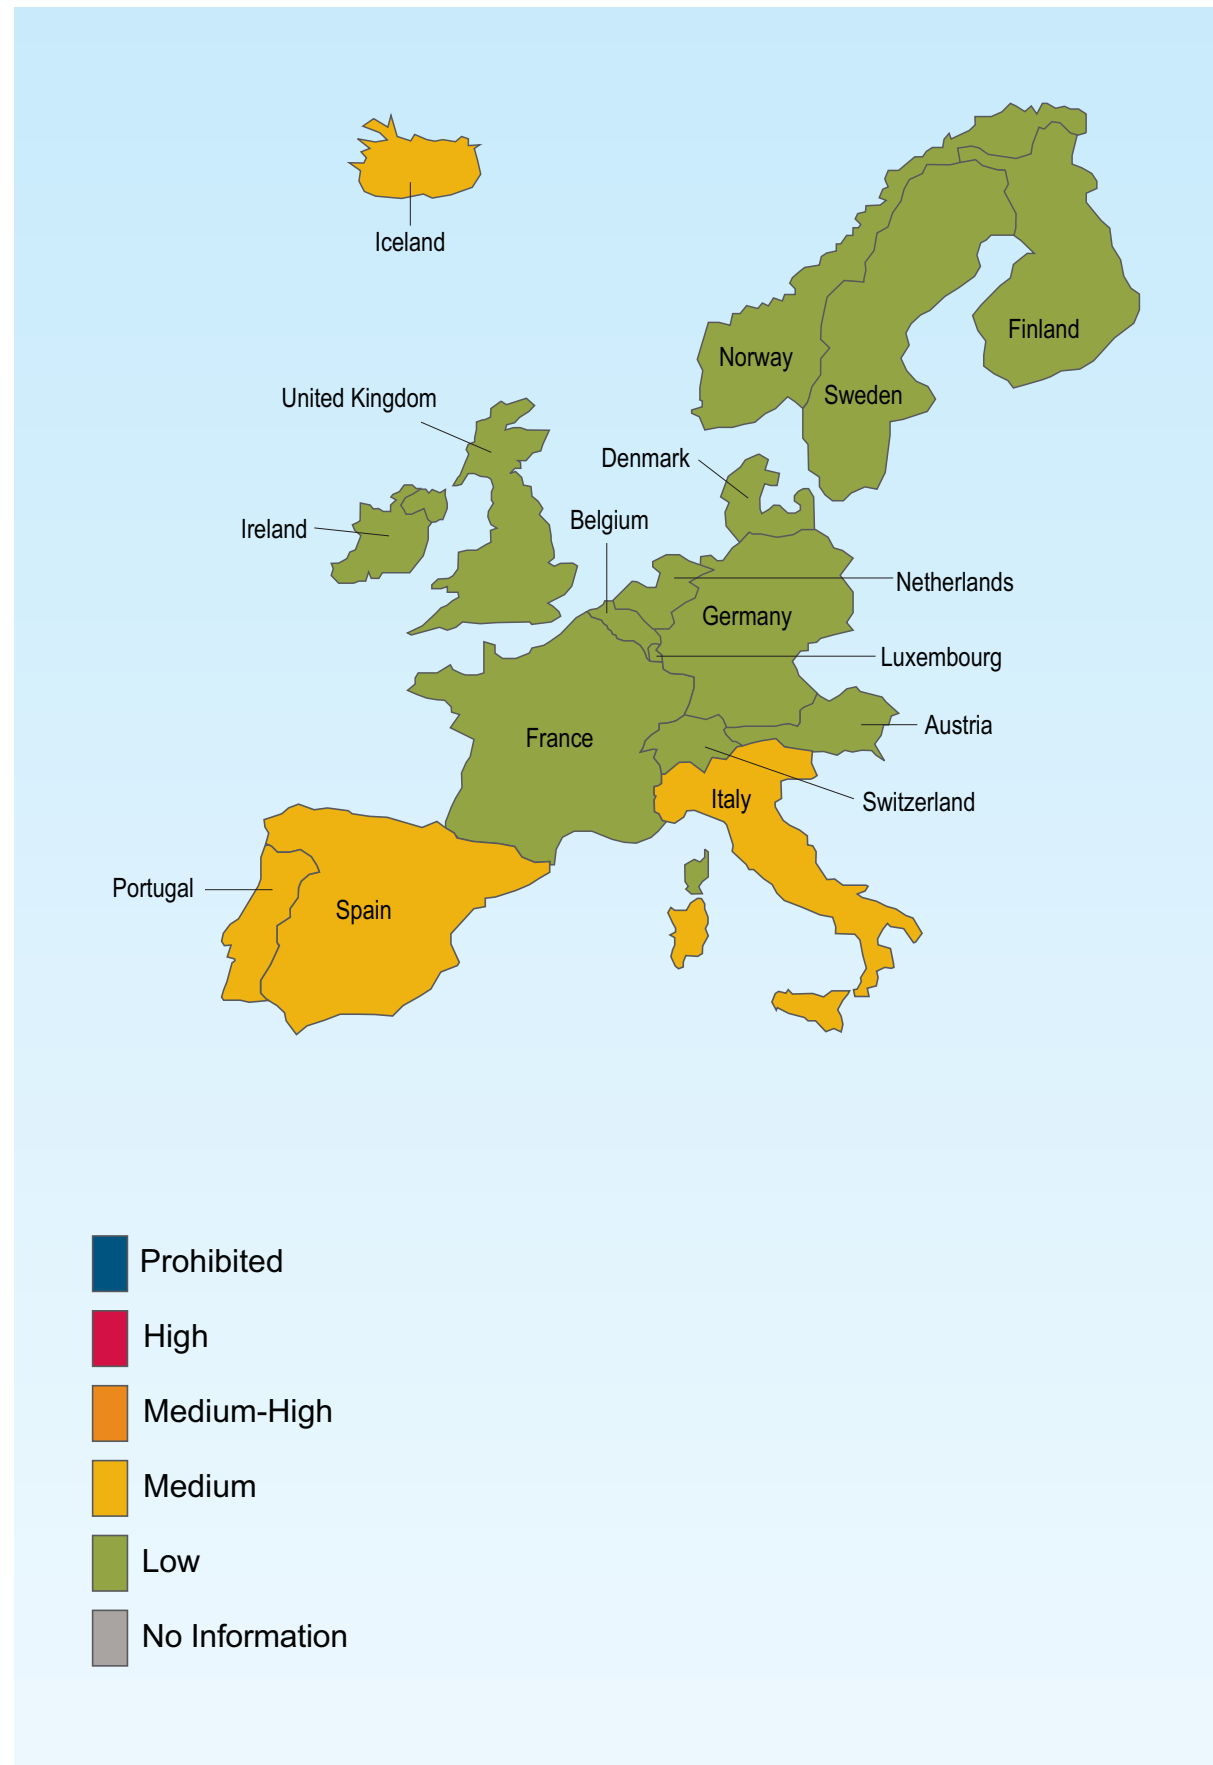 Iceland
Finland
Norway
Sweden
United Kingdom
Denmark
Belgium
Ireland
Netherlands
Germany
Luxembourg
Austria
France
Italy
Switzerland
Portugal
Spain
Prohibited
High
Medium-High
Medium
Low
No Information